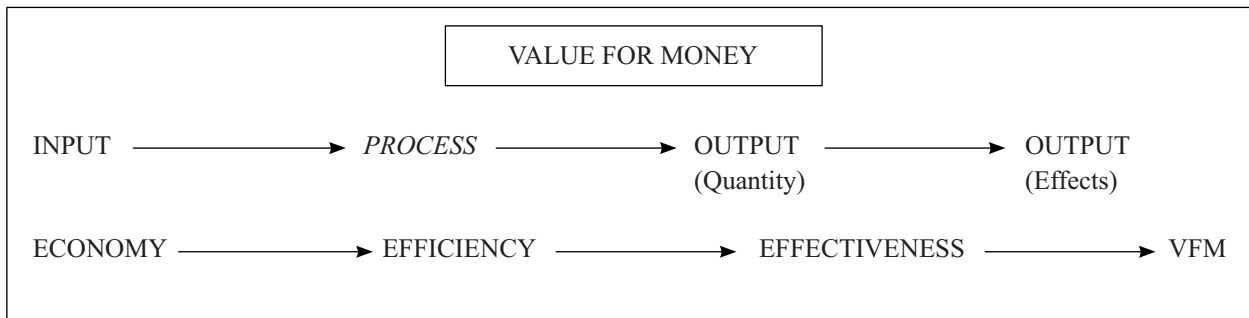 VALUE FOR MONEY
INPUT PROCESS OUTPUT OUTPUT
(Quantity) (Effects)
ECONOMY EFFICIENCY EFFECTIVENESS VFM